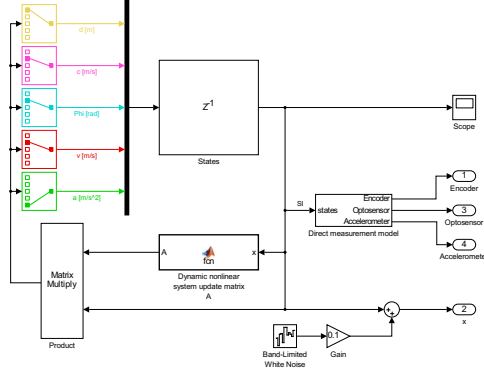 d [m]
c [m/s]
Phi [rad]
v [m/s]
a [m/s^2]
Z-1
States
Scope
SI
states
Encoder
Optosensor
Accelerometer
Direct measurement model
1
Encoder
3
Optosensor
4
Accelerometer
Matrix
Multiply
Product
A
fcn
x
Dynamic nonlinear
system update matrix
A
Band-Limited
White Noise
0.1
Gain
+
+
2
x